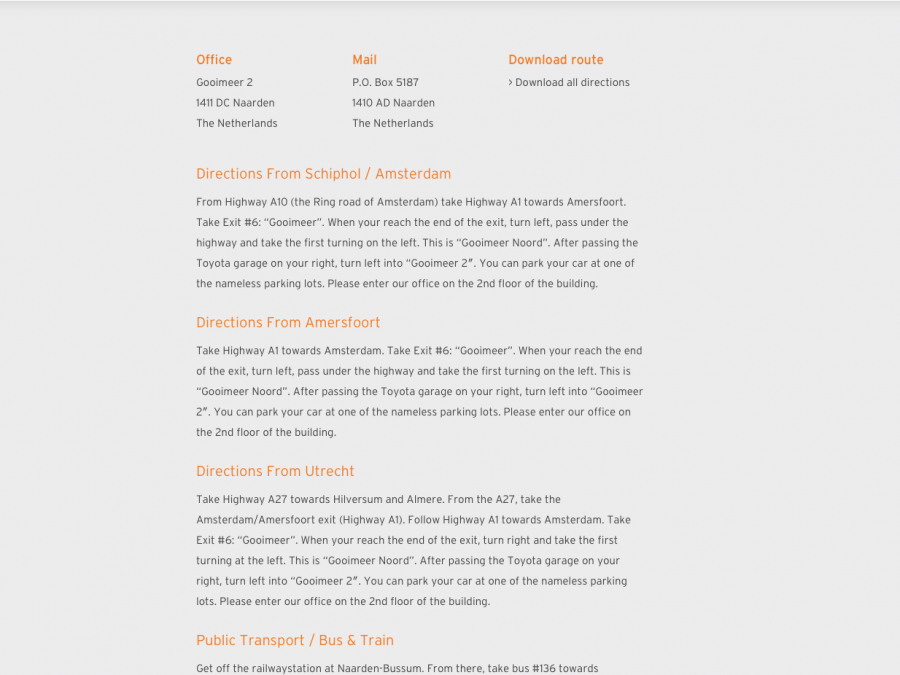 Office
Gooimeer 2
1411 DC Naarden
The Netherlands
Mail
P.O. Box 5187
1410 AD Naarden
The Netherlands
Download route
› Download all directions
Directions From Schiphol / Amsterdam
From Highway A10 (the Ring road of Amsterdam) take Highway A1 towards Amersfoort.
Take Exit #6: “Gooimeer”. When your reach the end of the exit, turn left, pass under the
highway and take the first turning on the left. This is “Gooimeer Noord”. After passing the
Toyota garage on your right, turn left into “Gooimeer 2″. You can park your car at one of
the nameless parking lots. Please enter our office on the 2nd floor of the building.
Directions From Amersfoort
Take Highway A1 towards Amsterdam. Take Exit #6: “Gooimeer”. When your reach the end
of the exit, turn left, pass under the highway and take the first turning on the left. This is
“Gooimeer Noord”. After passing the Toyota garage on your right, turn left into “Gooimeer
2″. You can park your car at one of the nameless parking lots. Please enter our office on
the 2nd floor of the building.
Directions From Utrecht
Take Highway A27 towards Hilversum and Almere. From the A27, take the
Amsterdam/Amersfoort exit (Highway A1). Follow Highway A1 towards Amsterdam. Take
Exit #6: “Gooimeer”. When your reach the end of the exit, turn right and take the first
turning at the left. This is “Gooimeer Noord”. After passing the Toyota garage on your
right, turn left into “Gooimeer 2″. You can park your car at one of the nameless parking
lots. Please enter our office on the 2nd floor of the building.
Public Transport / Bus & Train
Get off the railwaystation at Naarden-Bussum. From there, take bus #136 towards